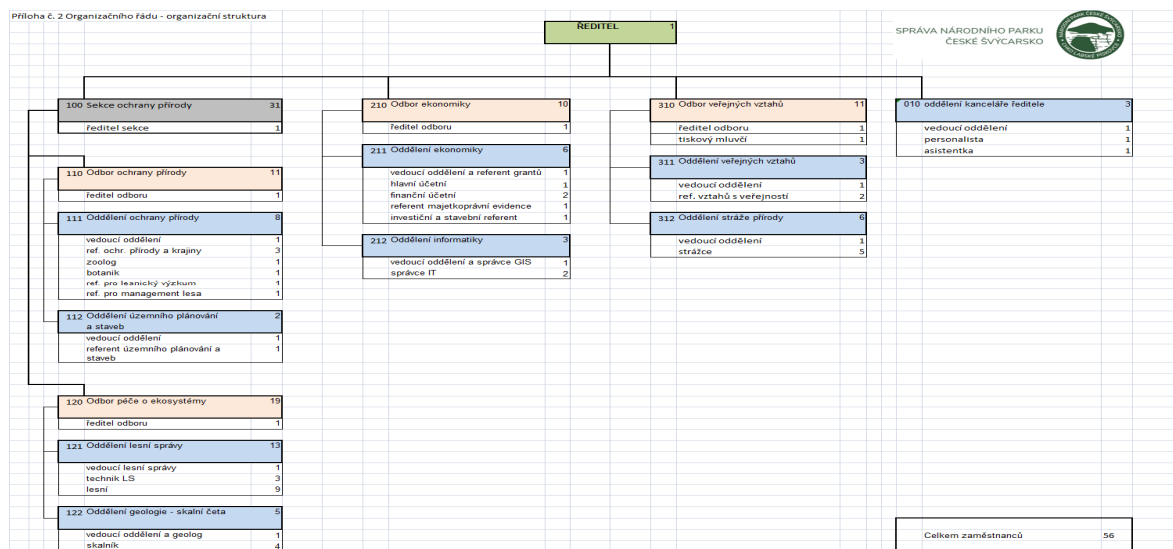 Příloha č. 2 Organizačního řádu - organizační struktura
ŘEDITEL 1
SPRÁVA NÁRODNÍHO PARKU
ČESKÉ ŠVÝCARSKO
100 Sekce ochrany přírody 31
ředitel sekce 1
110 Odbor ochrany přírody 11
ředitel odboru 1
111 Oddělení ochrany přírody 8
vedoucí oddělení 1
ref. ochr. přírody a krajiny 3
zoolog 1
botanik 1
ref. pro leanický výzkum 1
ref. pro management lesa 1
112 Oddělení územního plánování 2
a staveb
vedoucí oddělení 1
referent územního plánování a 1
staveb
120 Odbor péče o ekosystémy 19
ředitel odboru 1
121 Oddělení lesní správy 13
vedoucí lesní správy 1
technik LS 3
lesní 9
122 Oddělení geologie - skalní četa 5
vedoucí oddělení a geolog 1
skalník 4
210 Odbor ekonomiky 10
ředitel odboru 1
211 Oddělení ekonomiky 6
vedoucí oddělení a referent grantů 1
hlavní účetní 1
finanční účetní 2
referent majetkoprávní evidence 1
investiční a stavební referent 1
212 Oddělení informatiky 3
vedoucí oddělení a správce GIS 1
správce IT 2
310 Odbor veřejných vztahů 11
ředitel odboru 1
tiskový mluvčí 1
311 Oddělení veřejných vztahů 3
vedoucí oddělení 1
ref. vztahů s veřejností 2
312 Oddělení stráže přírody 6
vedoucí oddělení 1
strážce 5
010 oddělení kanceláře ředitele 3
vedoucí oddělení 1
personalista 1
asistentka 1
Celkem zaměstnanců 56